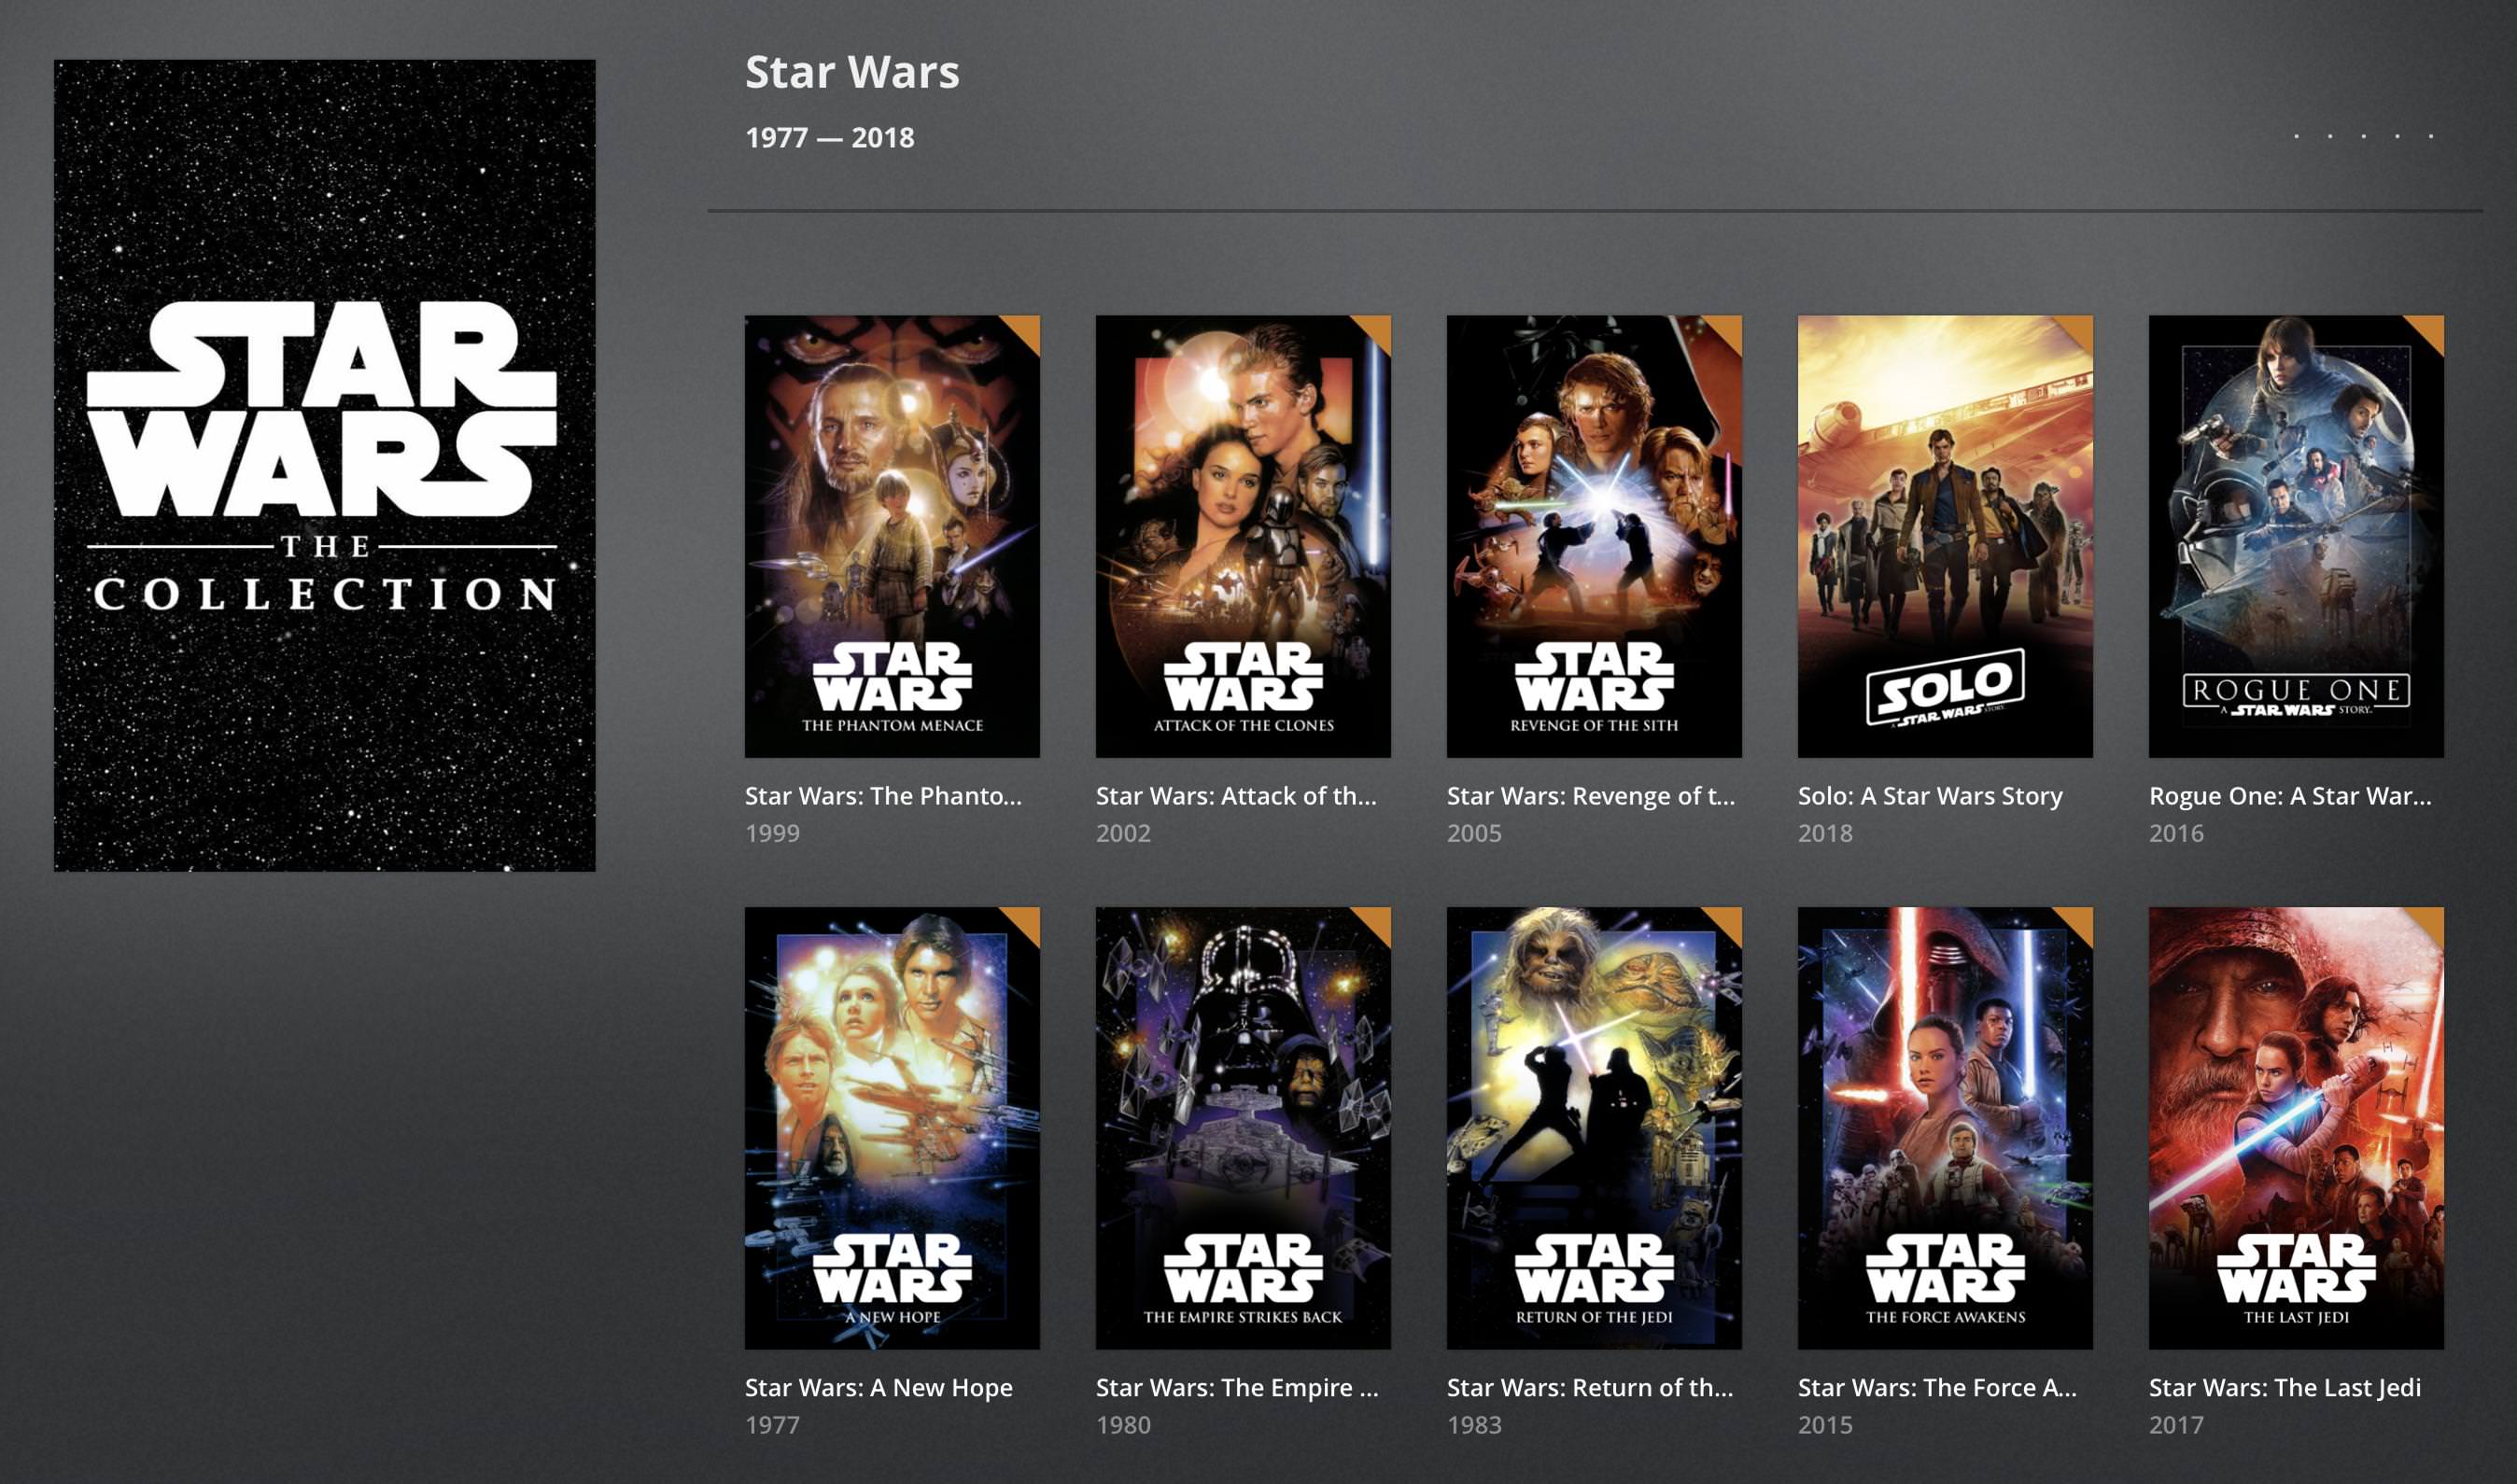 STAR
WARS
THE
COLLECTION
Star Wars
1977 — 2018
STAR
WARS
THE PHANTOM MENACE
Star Wars: The Phanto...
1999
STAR
WARS
ATTACK OF THE CLONES
Star Wars: Attack of th...
2002
STAR
WARS
REVENGE OF THE SITH
Star Wars: Revenge of t...
2005
SOLO
A STAR WARS STORY
Solo: A Star Wars Story
2018
ROGUE ONE
A STAR WARS STORY
Rogue One: A Star War...
2016
STAR
WARS
A NEW HOPE
Star Wars: A New Hope
1977
STAR
WARS
THE EMPIRE STRIKES BACK
Star Wars: The Empire ...
1980
STAR
WARS
RETURN OF THE JEDI
Star Wars: Return of th...
1983
STAR
WARS
THE FORCE AWAKENS
Star Wars: The Force A...
2015
STAR
WARS
THE LAST JEDI
Star Wars: The Last Jedi
2017